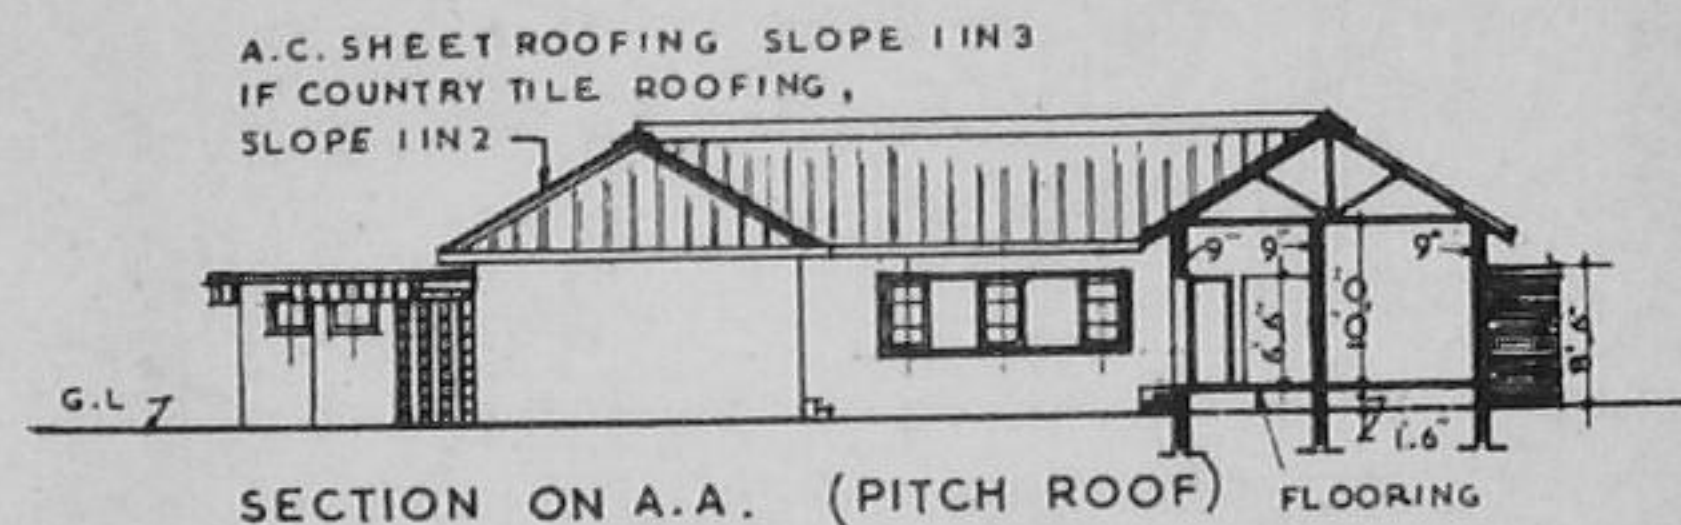 A.C. SHEET ROOFING SLOPE 1 IN 3
IF COUNTRY TILE ROOFING,
SLOPE 1 IN 2
9"
9"
9"
6'.6"
10'.0"
8'.6"
G.L
1'.6"
SECTION ON A.A. (PITCH ROOF)
FLOORING